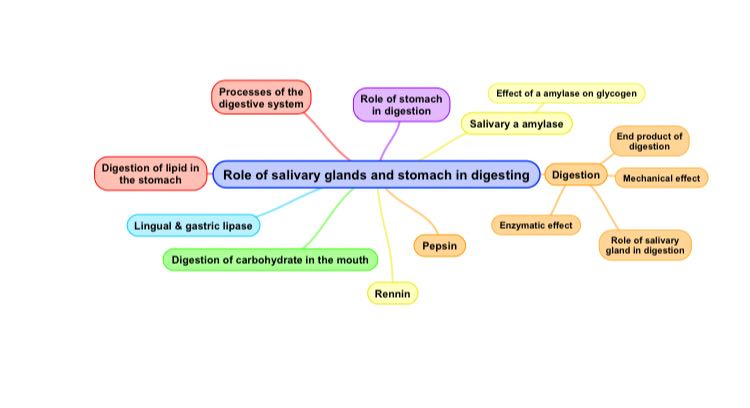 Processes of the
digestive system
Role of stomach
in digestion
Effect of a amylase on glycogen
Salivary a amylase
End product of
digestion
Digestion of lipid in
the stomach
Role of salivary glands and stomach in digesting
Digestion
Mechanical effect
Lingual & gastric lipase
Enzymatic effect
Digestion of carbohydrate in the mouth
Pepsin
Role of salivary
gland in digestion
Rennin